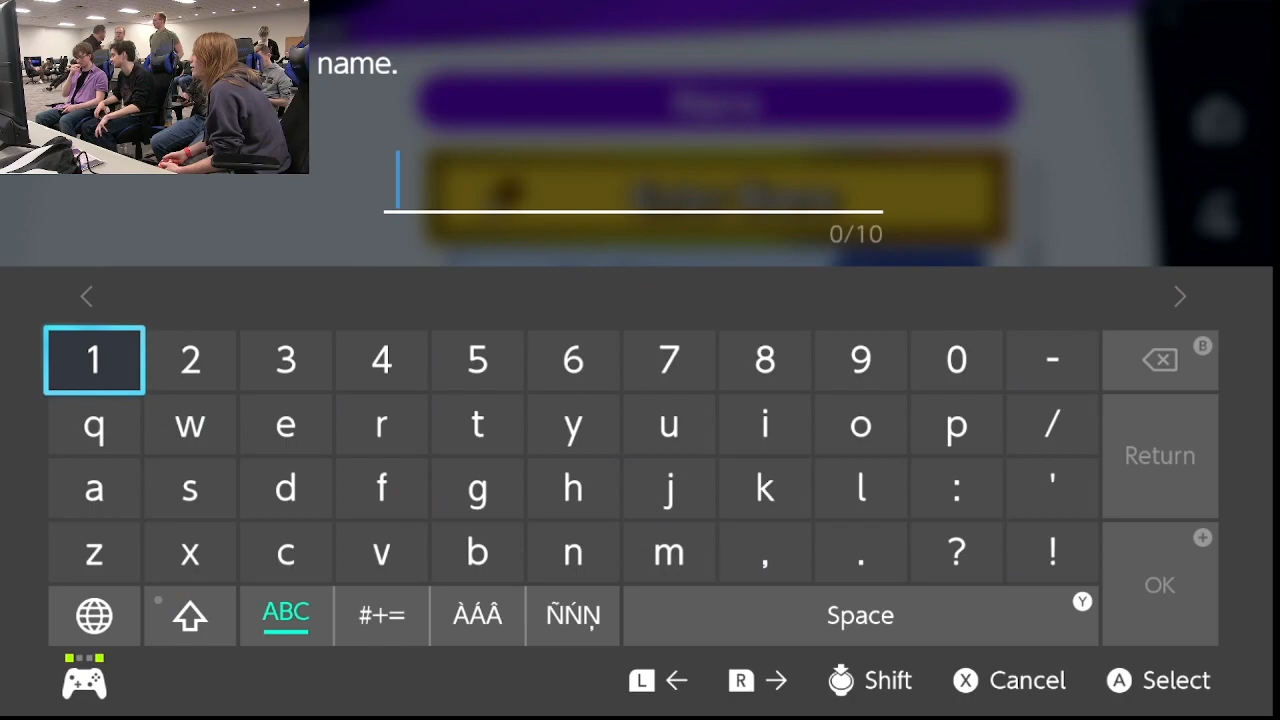 name.
0/10
1 2 3 4 5 6 7 8 9 0 - B
q w e r t y u i o p / Return
a s d f g h j k l : '
z x c v b n m , . ? ! + OK
ABC #+= ÀÁÂ ÑŃŅ Space Y
L ← R → Shift X Cancel A Select